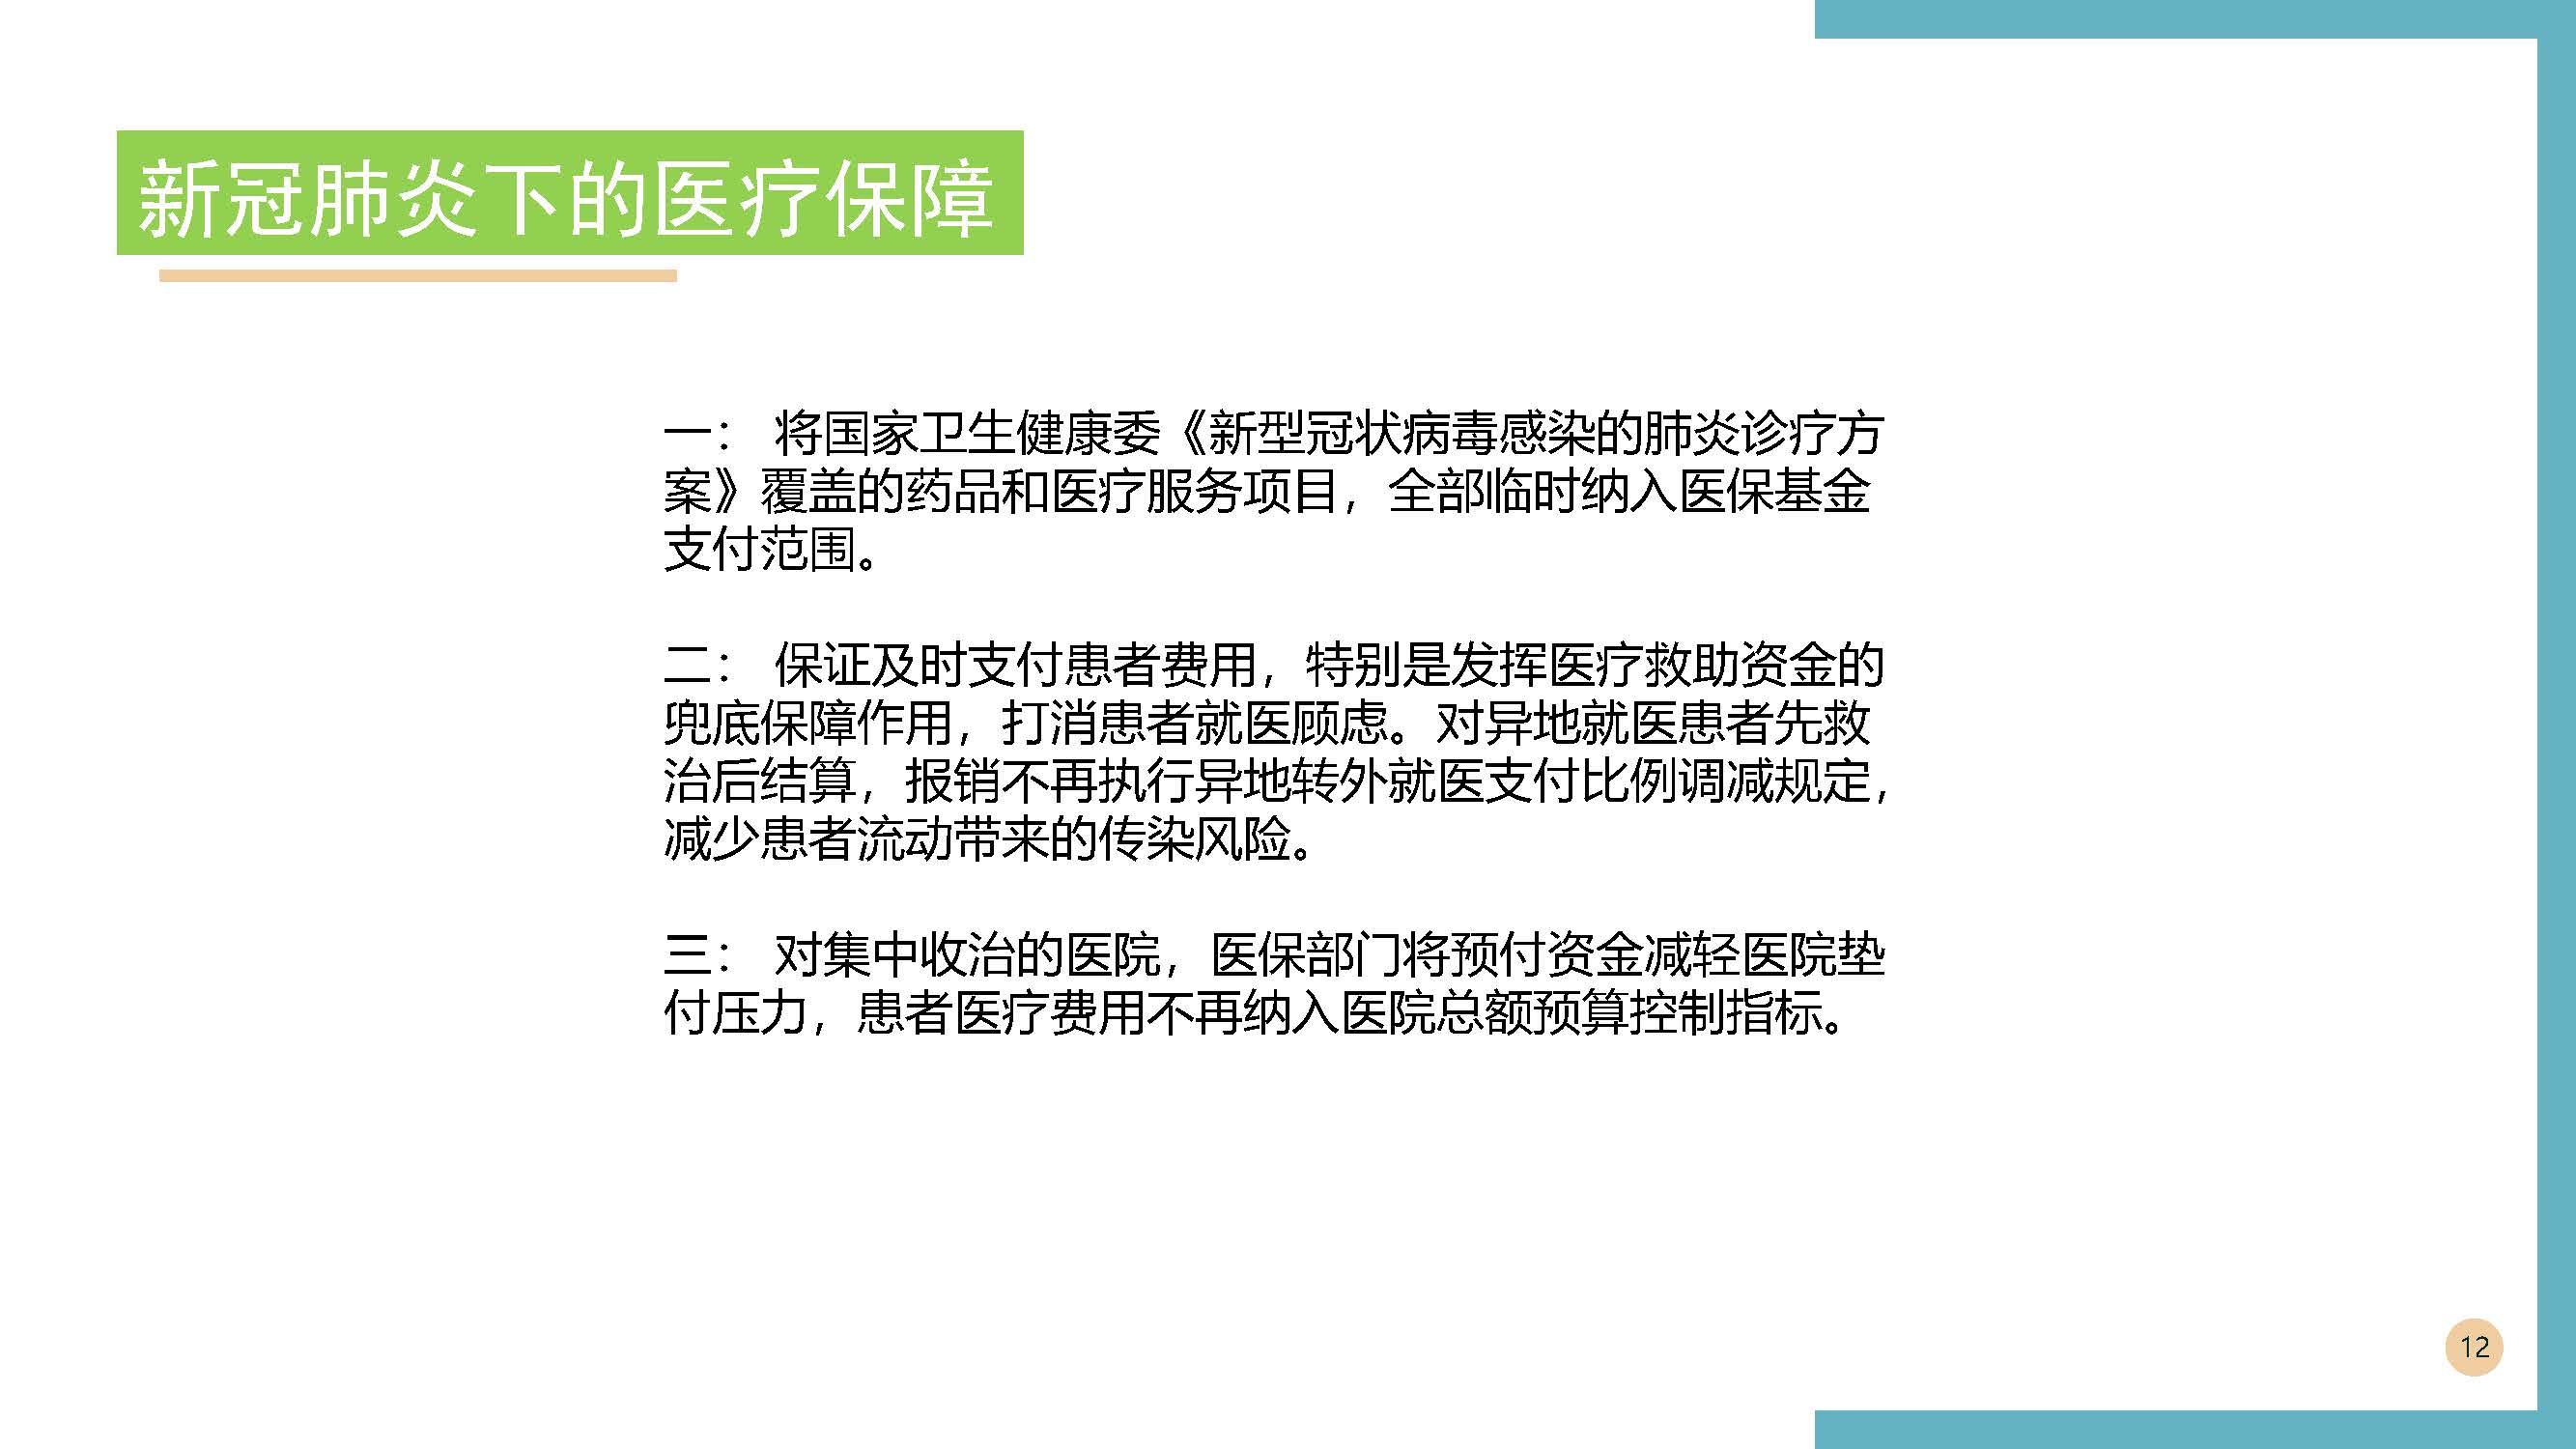 新冠肺炎下的医疗保障
一： 将国家卫生健康委《新型冠状病毒感染的肺炎诊疗方
案》覆盖的药品和医疗服务项目，全部临时纳入医保基金
支付范围。
二： 保证及时支付患者费用，特别是发挥医疗救助资金的
兜底保障作用，打消患者就医顾虑。对异地就医患者先救
治后结算，报销不再执行异地转外就医支付比例调减规定，
减少患者流动带来的传染风险。
三： 对集中收治的医院，医保部门将预付资金减轻医院垫
付压力，患者医疗费用不再纳入医院总额预算控制指标。
12